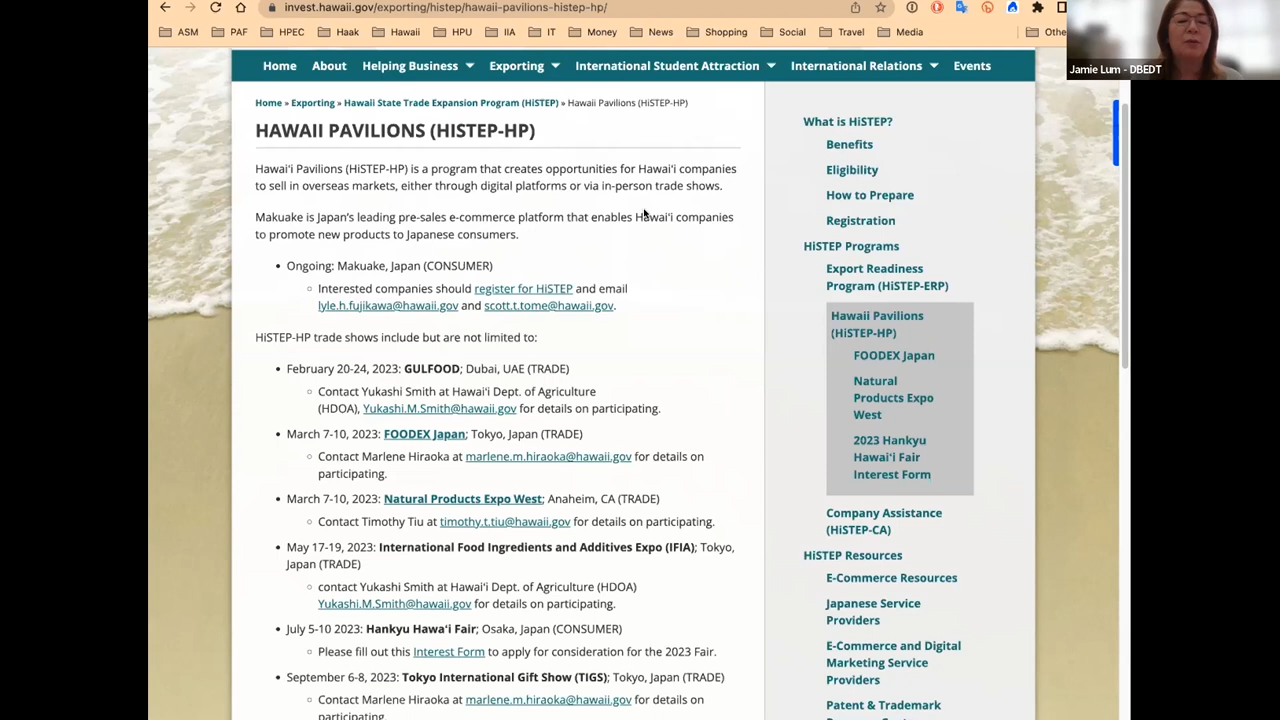 invest.hawaii.gov/exporting/histep/hawaii-pavilions-histep-hp/
ASM PAF HPEC Haak Hawaii HPU IIA IT Money News Shopping Social Travel Media Othe
Jamie Lum - DBEDT
Home About Helping Business Exporting International Student Attraction International Relations Events
Home » Exporting » Hawaii State Trade Expansion Program (HiSTEP) » Hawaii Pavilions (HiSTEP-HP)
HAWAII PAVILIONS (HISTEP-HP)
Hawaiʻi Pavilions (HiSTEP-HP) is a program that creates opportunities for Hawaiʻi companies
to sell in overseas markets, either through digital platforms or via in-person trade shows.
Makuake is Japan's leading pre-sales e-commerce platform that enables Hawaiʻi companies
to promote new products to Japanese consumers.
• Ongoing: Makuake, Japan (CONSUMER)
◦ Interested companies should register for HiSTEP and email
lyle.h.fujikawa@hawaii.gov and scott.t.tome@hawaii.gov.
HiSTEP-HP trade shows include but are not limited to:
• February 20-24, 2023: GULFOOD; Dubai, UAE (TRADE)
◦ Contact Yukashi Smith at Hawaiʻi Dept. of Agriculture
(HDOA), Yukashi.M.Smith@hawaii.gov for details on participating.
• March 7-10, 2023: FOODEX Japan; Tokyo, Japan (TRADE)
◦ Contact Marlene Hiraoka at marlene.m.hiraoka@hawaii.gov for details on
participating.
• March 7-10, 2023: Natural Products Expo West; Anaheim, CA (TRADE)
◦ Contact Timothy Tiu at timothy.t.tiu@hawaii.gov for details on participating.
• May 17-19, 2023: International Food Ingredients and Additives Expo (IFIA); Tokyo,
Japan (TRADE)
◦ contact Yukashi Smith at Hawaiʻi Dept. of Agriculture (HDOA)
Yukashi.M.Smith@hawaii.gov for details on participating.
• July 5-10 2023: Hankyu Hawaiʻi Fair; Osaka, Japan (CONSUMER)
◦ Please fill out this Interest Form to apply for consideration for the 2023 Fair.
• September 6-8, 2023: Tokyo International Gift Show (TIGS); Tokyo, Japan (TRADE)
◦ Contact Marlene Hiraoka at marlene.m.hiraoka@hawaii.gov for details on
participating.
What is HiSTEP?
Benefits
Eligibility
How to Prepare
Registration
HiSTEP Programs
Export Readiness
Program (HiSTEP-ERP)
Hawaii Pavilions
(HiSTEP-HP)
FOODEX Japan
Natural
Products Expo
West
2023 Hankyu
Hawaiʻi Fair
Interest Form
Company Assistance
(HiSTEP-CA)
HiSTEP Resources
E-Commerce Resources
Japanese Service
Providers
E-Commerce and Digital
Marketing Service
Providers
Patent & Trademark